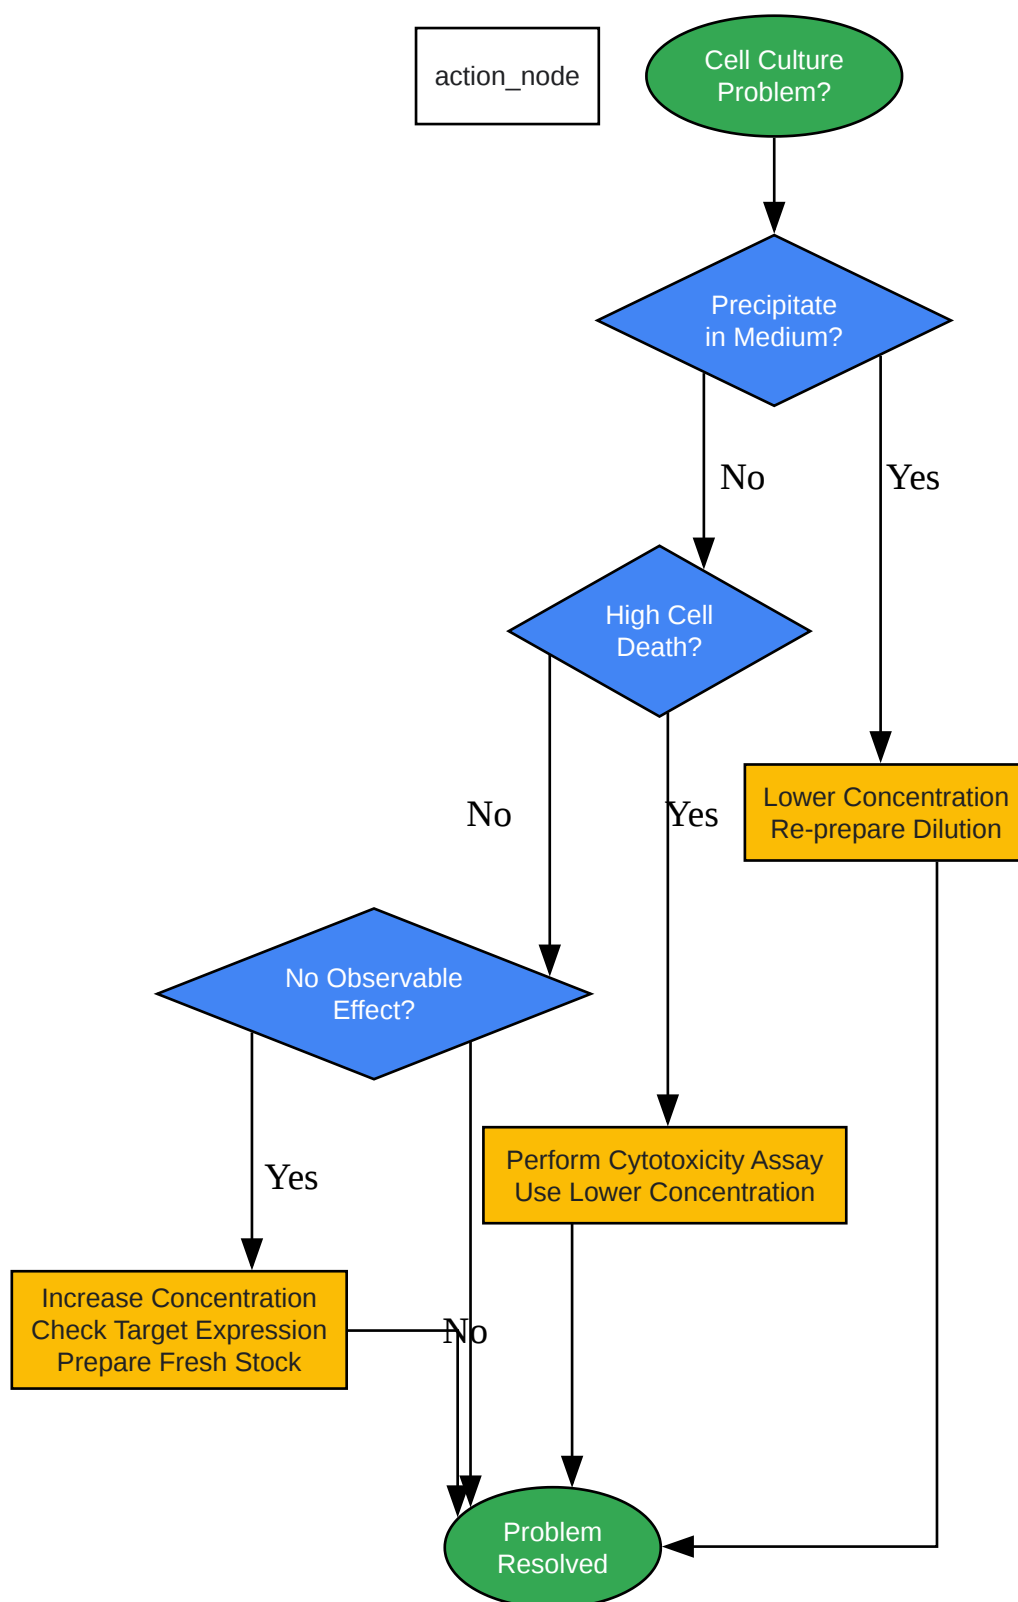 action_node
Cell Culture
Problem?
Precipitate
in Medium?
No
Yes
High Cell
Death?
Lower Concentration
Re-prepare Dilution
No
Yes
No Observable
Effect?
Perform Cytotoxicity Assay
Use Lower Concentration
Yes
Increase Concentration
Check Target Expression
Prepare Fresh Stock
No
Problem
Resolved